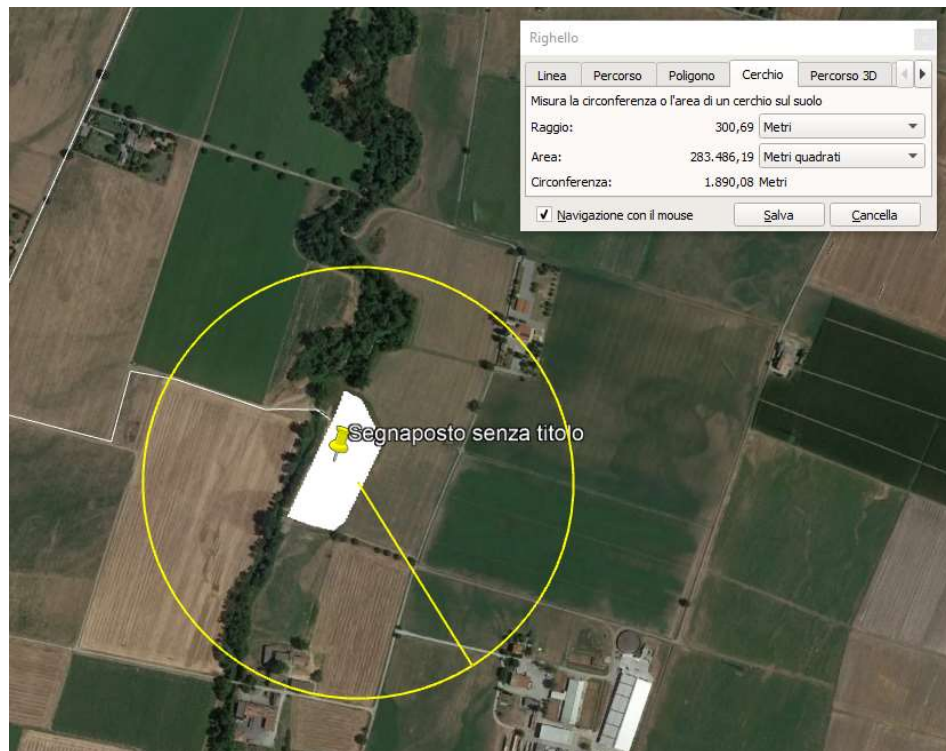 Righello
Linea Percorso Poligono Cerchio Percorso 3D
Misura la circonferenza o l'area di un cerchio sul suolo
Raggio: 300,69 Metri
Area: 283.486,19 Metri quadrati
Circonferenza: 1.890,08 Metri
Navigazione con il mouse Salva Cancella
Segnaposto senza titolo